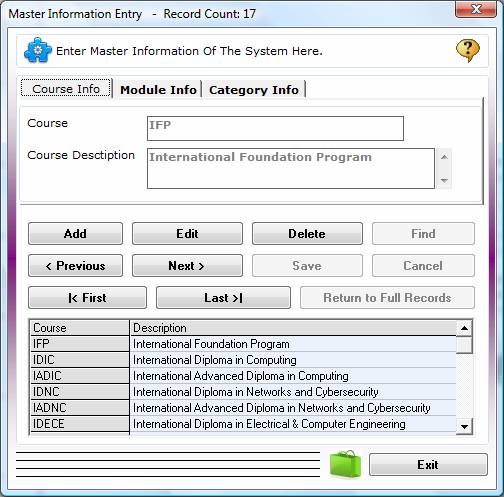 Master Information Entry - Record Count: 17
Enter Master Information Of The System Here.
Course Info Module Info Category Info
Course IFP
Course Desctiption International Foundation Program
Add Edit Delete Find
< Previous Next > Save Cancel
|< First Last >| Return to Full Records
Course Description
IFP International Foundation Program
IDIC International Diploma in Computing
IADIC International Advanced Diploma in Computing
IDNC International Diploma in Networks and Cybersecurity
IADNC International Advanced Diploma in Networks and Cybersecurity
IDECE International Diploma in Electrical & Computer Engineering
Exit